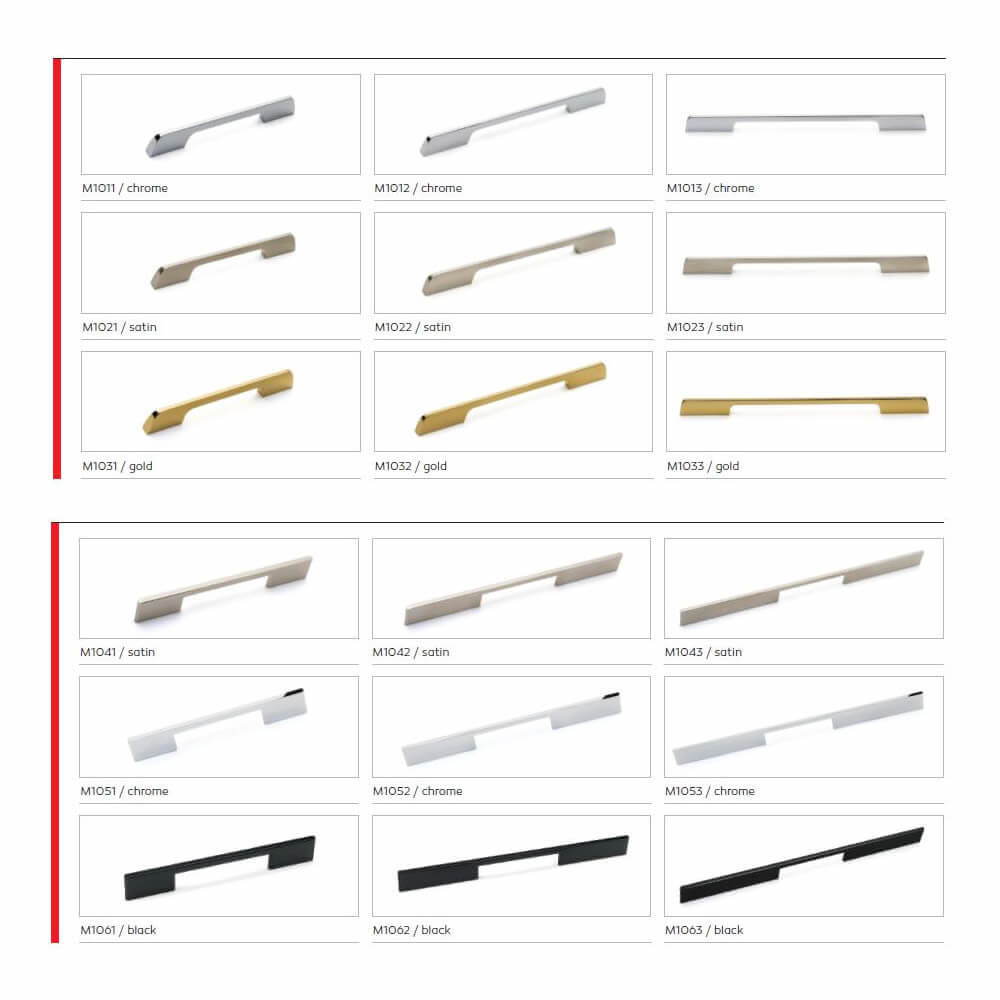 M1011 / chrome
M1012 / chrome
M1013 / chrome
M1021 / satin
M1022 / satin
M1023 / satin
M1031 / gold
M1032 / gold
M1033 / gold
M1041 / satin
M1042 / satin
M1043 / satin
M1051 / chrome
M1052 / chrome
M1053 / chrome
M1061 / black
M1062 / black
M1063 / black